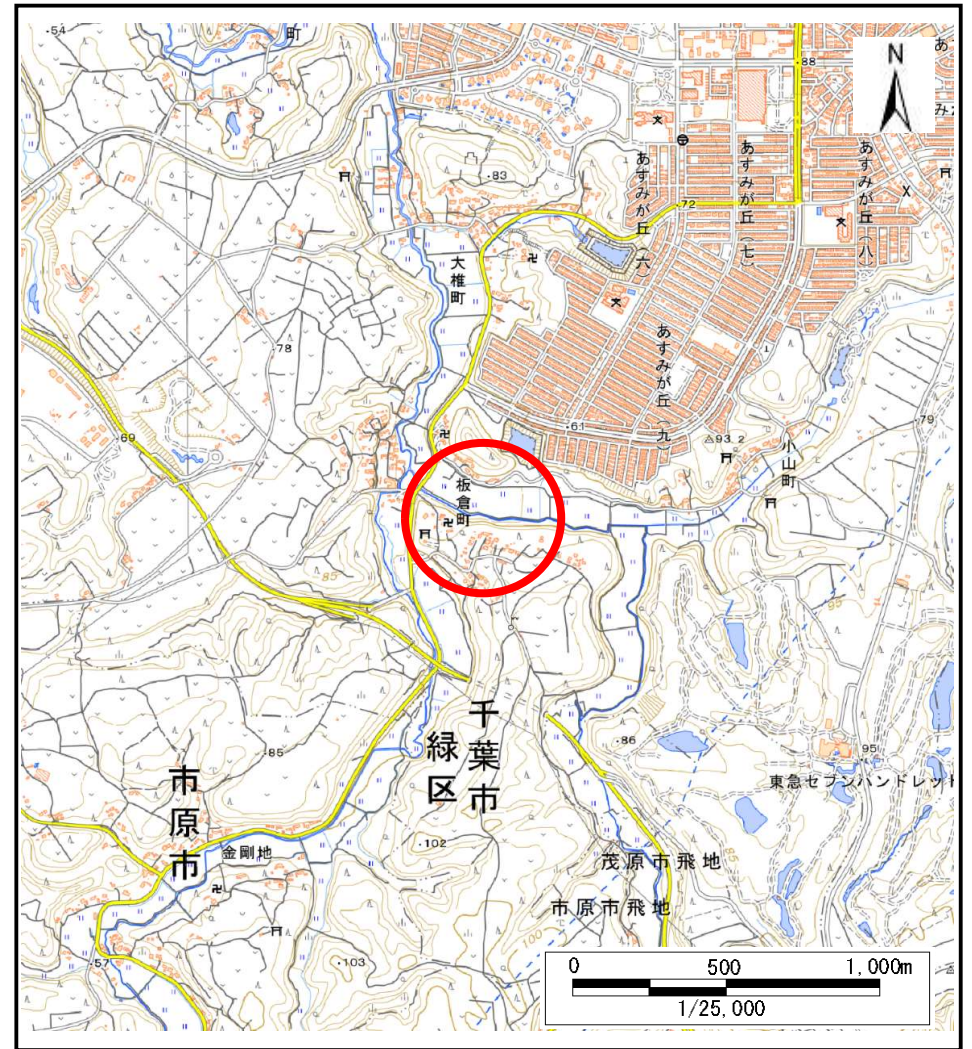 ・54
町
N
あ
・88
み
あすみが丘(六)
あすみが丘(七)
あすみが丘(八)
X
・83
・72
大椎町
・78
・79
あすみが丘(九)
・69
・61
△93.2
小山町
板倉町
85
95
千葉市
緑区
・85
・86
95
東急セブンハンドレット
市原市
・102
85
金剛地
茂原市飛地
市原市飛地
100
・103
・57
0 500 1,000m
1/25,000